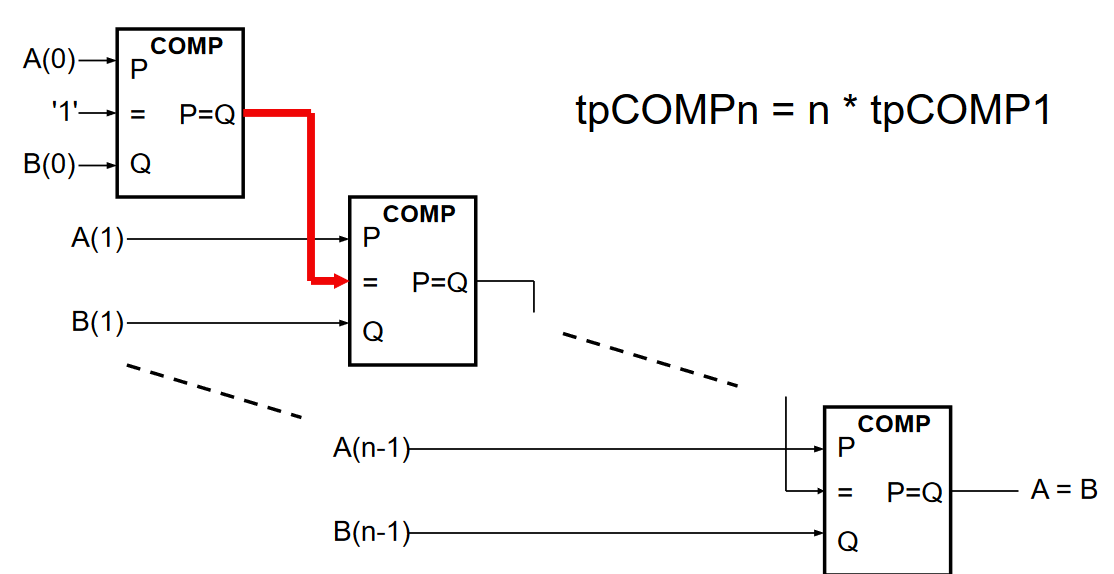 COMP
A(0)
P
'1'
=
P=Q
B(0)
Q
tpCOMPn = n * tpCOMP1
COMP
A(1)
P
=
P=Q
B(1)
Q
COMP
A(n-1)
P
=
P=Q
A = B
B(n-1)
Q